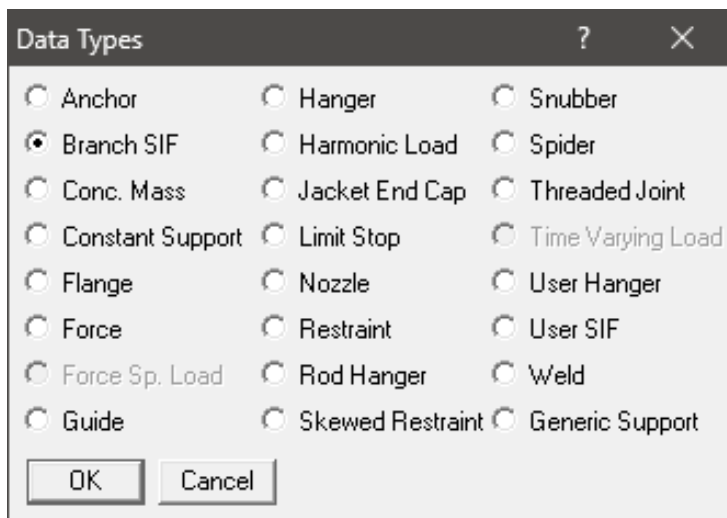 Data Types ? ×
Anchor Hanger Snubber
Branch SIF Harmonic Load Spider
Conc. Mass Jacket End Cap Threaded Joint
Constant Support Limit Stop Time Varying Load
Flange Nozzle User Hanger
Force Restraint User SIF
Force Sp. Load Rod Hanger Weld
Guide Skewed Restraint Generic Support
OK Cancel